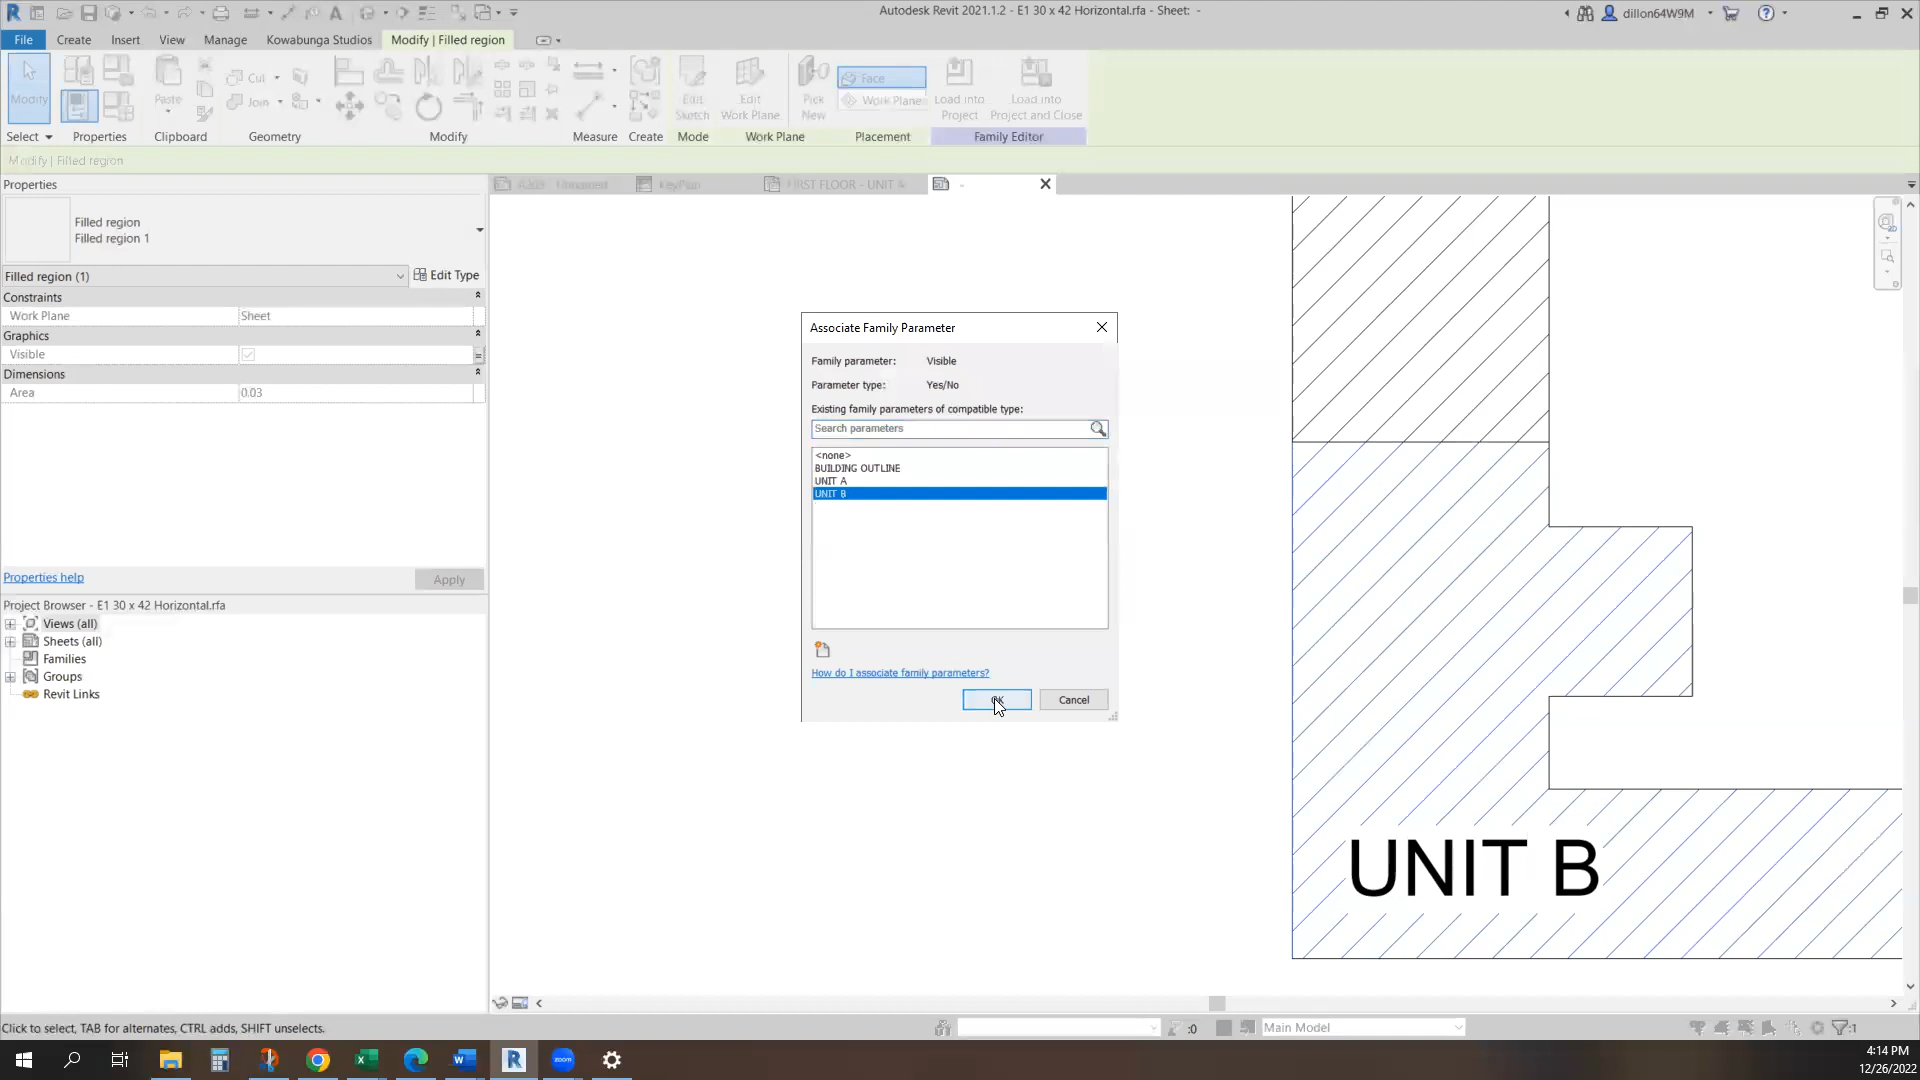 Autodesk Revit 2021.1.2 - E1 30 x 42 Horizontal.rfa - Sheet: -
dillon64W9M
File
Create
Insert
View
Manage
Kowabunga Studios
Modify | Filled region
Modify
Paste
Cut
Join
Edit Sketch
Edit Work Plane
Pick New
Face
Work Plane
Load into Project
Load into Project and Close
Select
Properties
Clipboard
Geometry
Modify
Measure
Create
Mode
Work Plane
Placement
Family Editor
Modify | Filled region
Properties
KeyPlan
FIRST FLOOR - UNIT
-
Filled region
Filled region 1
Filled region (1)
Edit Type
Constraints
Work Plane
Sheet
Graphics
Visible
Dimensions
Area
0.03
Properties help
Apply
Project Browser - E1 30 x 42 Horizontal.rfa
Views (all)
Sheets (all)
Families
Groups
Revit Links
Associate Family Parameter
Family parameter: Visible
Parameter type: Yes/No
Existing family parameters of compatible type:
Search parameters
<none>
BUILDING OUTLINE
UNIT A
UNIT B
How do I associate family parameters?
OK
Cancel
UNIT B
Click to select, TAB for alternates, CTRL adds, SHIFT unselects.
:0
Main Model
:1
4:14 PM
12/26/2022